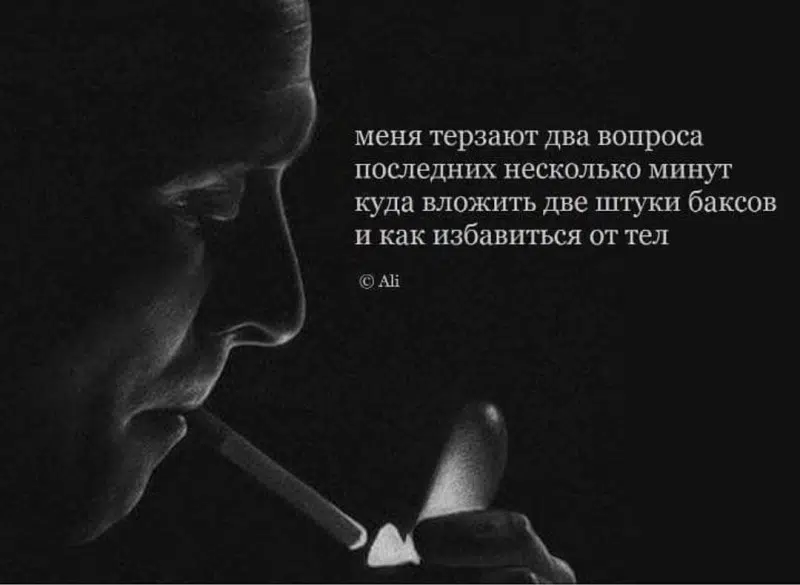 меня терзают два вопроса
последних несколько минут
куда вложить две штуки баксов
и как избавиться от тел
© Ali